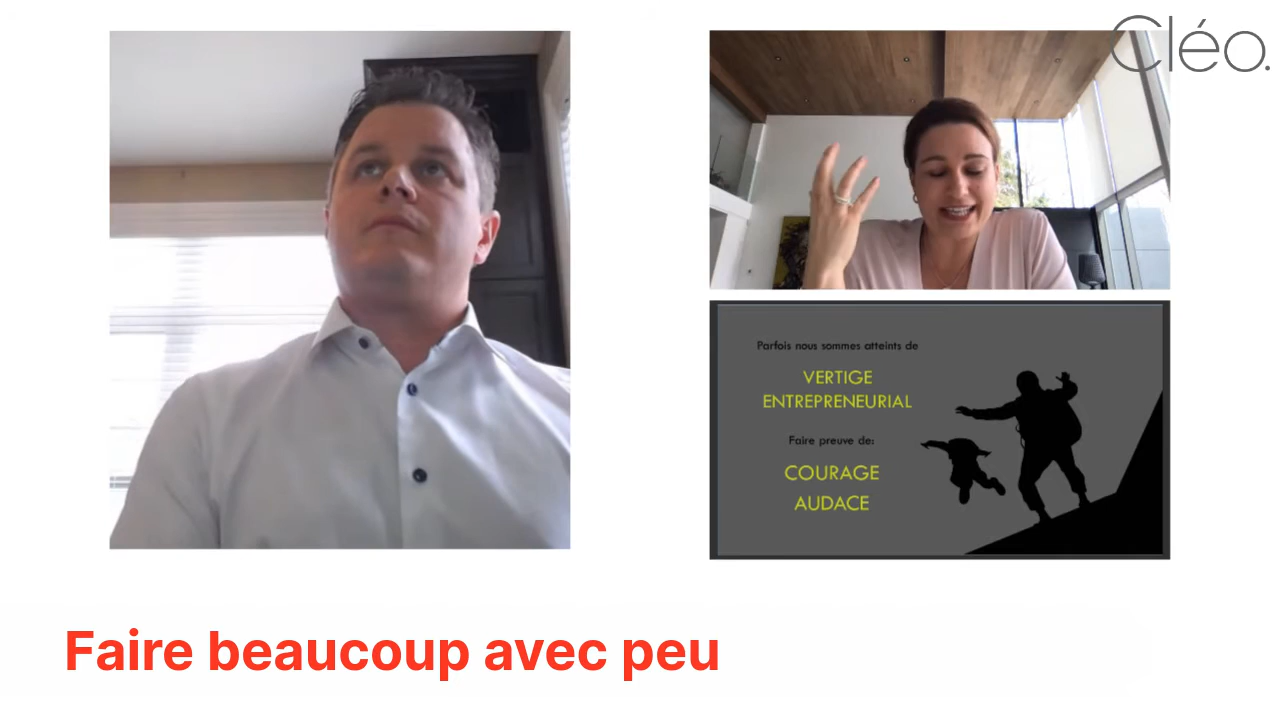 Cléo.
Parfois nous sommes atteints de
VERTIGE
ENTREPRENEURIAL
Faire preuve de:
COURAGE
AUDACE
Faire beaucoup avec peu